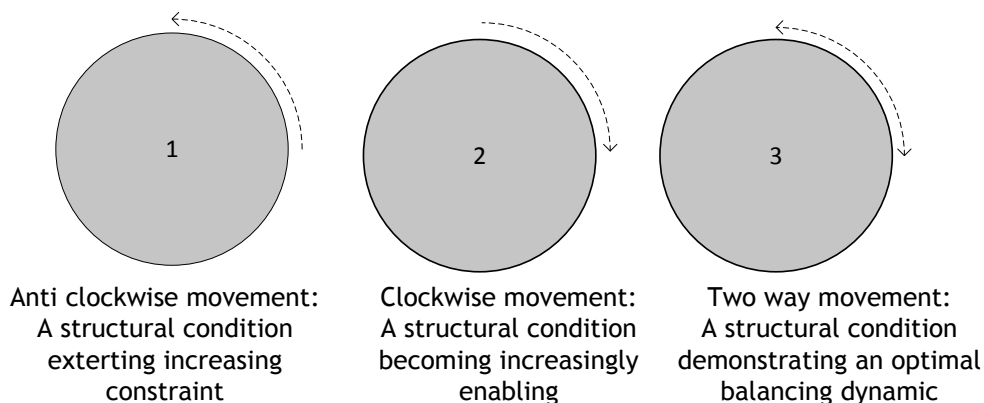 1
2
3
Anti clockwise movement:
A structural condition
exterting increasing
constraint
Clockwise movement:
A structural condition
becoming increasingly
enabling
Two way movement:
A structural condition
demonstrating an optimal
balancing dynamic